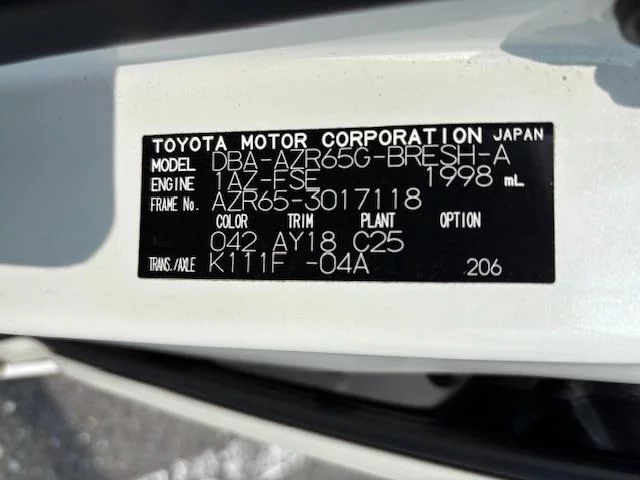 TOYOTA MOTOR CORPORATION JAPAN
MODEL DBA-AZR65G-BRESH-A
ENGINE 1AZ-FSE 1998 mL
FRAME No. AZR65-3017118
COLOR TRIM PLANT OPTION
042 AY18 C25
TRANS./AXLE K111F -04A 206